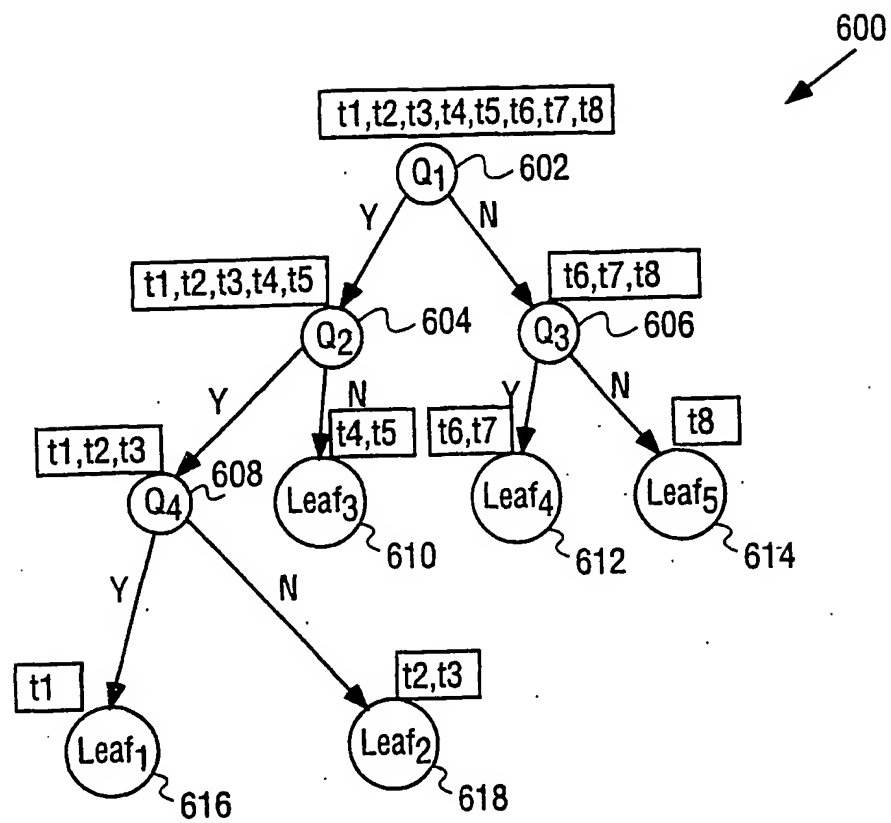 600
t1,t2,t3,t4,t5,t6,t7,t8
Q1
602
Y
N
t1,t2,t3,t4,t5
t6,t7,t8
Q2
604
Q3
606
Y
N
Y
N
t1,t2,t3
t4,t5
t6,t7
t8
Q4
608
Leaf3
Leaf4
Leaf5
610
612
614
Y
N
t1
t2,t3
Leaf1
Leaf2
616
618